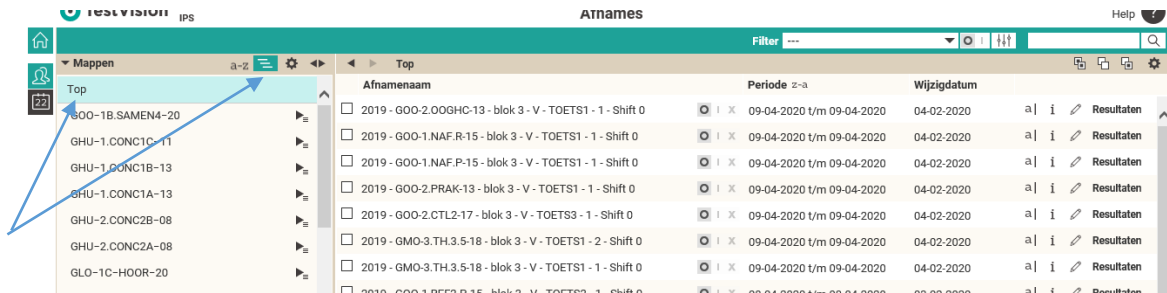 TestVision IPS
Afnames
Help ?
Filter ---
O I
Mappen
a-z
Top
Top
22
GOO-1B.SAMEN4-20
GHU-1.CONC1C-11
GHU-1.CONC1B-13
GHU-1.CONC1A-13
GHU-2.CONC2B-08
GHU-2.CONC2A-08
GLO-1C-HOOR-20
Afnamenaam Periode z-a Wijzigdatum
2019 - GOO-2.OOGHC-13 - blok 3 - V - TOETS1 - 1 - Shift 0 O I X 09-04-2020 t/m 09-04-2020 04-02-2020 a| i Resultaten
2019 - GOO-1.NAF.R-15 - blok 3 - V - TOETS1 - 1 - Shift 0 O I X 09-04-2020 t/m 09-04-2020 04-02-2020 a| i Resultaten
2019 - GOO-1.NAF.P-15 - blok 3 - V - TOETS1 - 1 - Shift 0 O I X 09-04-2020 t/m 09-04-2020 04-02-2020 a| i Resultaten
2019 - GOO-2.PRAK-13 - blok 3 - V - TOETS1 - 1 - Shift 0 O I X 09-04-2020 t/m 09-04-2020 04-02-2020 a| i Resultaten
2019 - GOO-2.CTL2-17 - blok 3 - V - TOETS3 - 1 - Shift 0 O I X 09-04-2020 t/m 09-04-2020 04-02-2020 a| i Resultaten
2019 - GMO-3.TH.3.5-18 - blok 3 - V - TOETS1 - 2 - Shift 0 O I X 09-04-2020 t/m 09-04-2020 04-02-2020 a| i Resultaten
2019 - GMO-3.TH.3.5-18 - blok 3 - V - TOETS1 - 1 - Shift 0 O I X 09-04-2020 t/m 09-04-2020 04-02-2020 a| i Resultaten